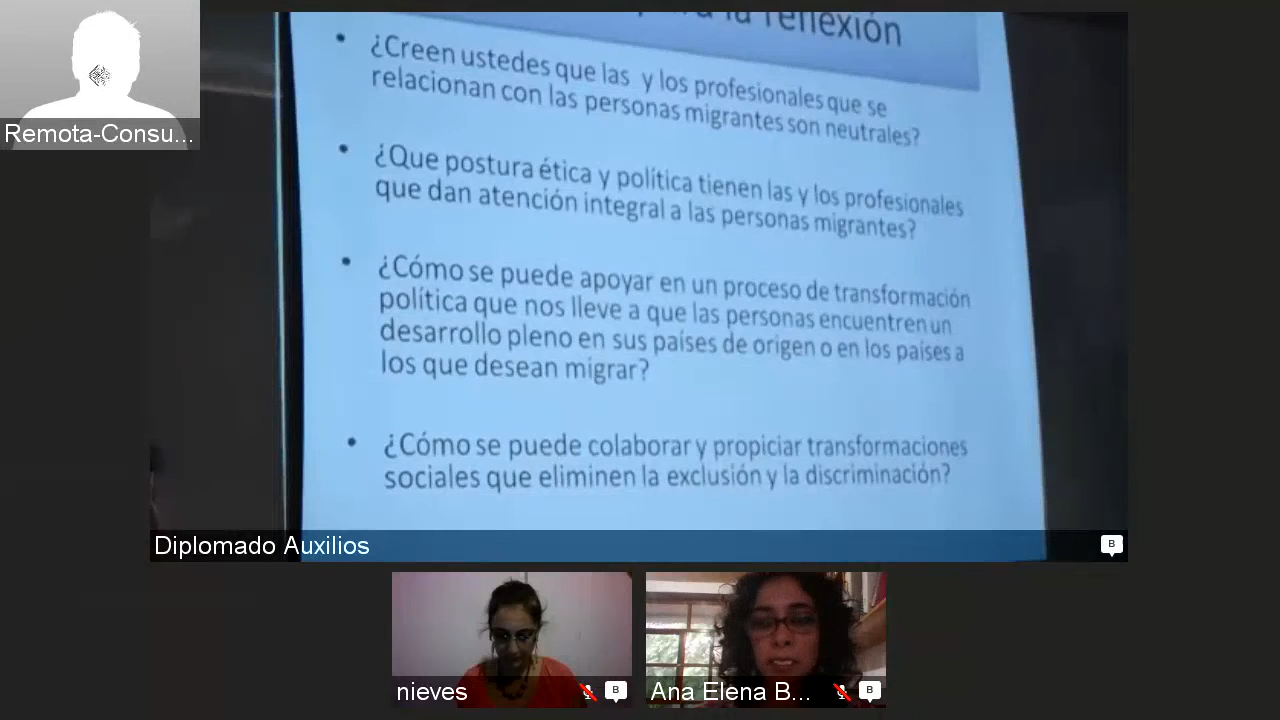 la reflexión
¿Creen ustedes que las y los profesionales que se
relacionan con las personas migrantes son neutrales?
¿Que postura ética y política tienen las y los profesionales
que dan atención integral a las personas migrantes?
¿Cómo se puede apoyar en un proceso de transformación
política que nos lleve a que las personas encuentren un
desarrollo pleno en sus países de origen o en los países a
los que desean migrar?
¿Cómo se puede colaborar y propiciar transformaciones
sociales que eliminen la exclusión y la discriminación?
Remota-Consu...
Diplomado Auxilios
B
nieves
B
Ana Elena B...
B